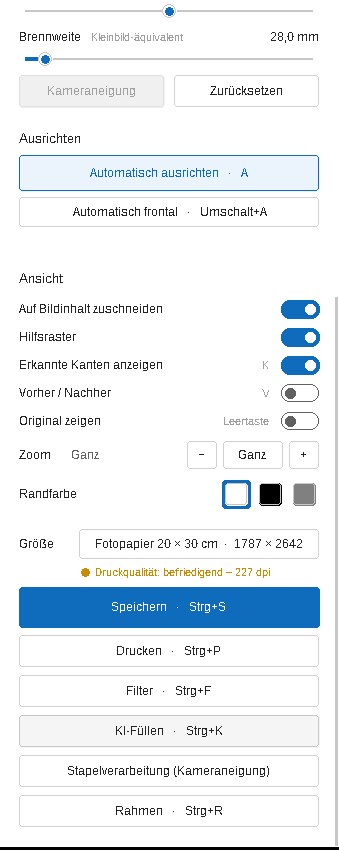 Brennweite Kleinbild-äquivalent 28,0 mm
Kameraneigung Zurücksetzen
Ausrichten
Automatisch ausrichten · A
Automatisch frontal · Umschalt+A
Ansicht
Auf Bildinhalt zuschneiden
Hilfsraster
Erkannte Kanten anzeigen K
Vorher / Nachher V
Original zeigen Leertaste
Zoom Ganz − Ganz +
Randfarbe
Größe Fotopapier 20 × 30 cm · 1787 × 2642
Druckqualität: befriedigend – 227 dpi
Speichern · Strg+S
Drucken · Strg+P
Filter · Strg+F
KI-Füllen · Strg+K
Stapelverarbeitung (Kameraneigung)
Rahmen · Strg+R